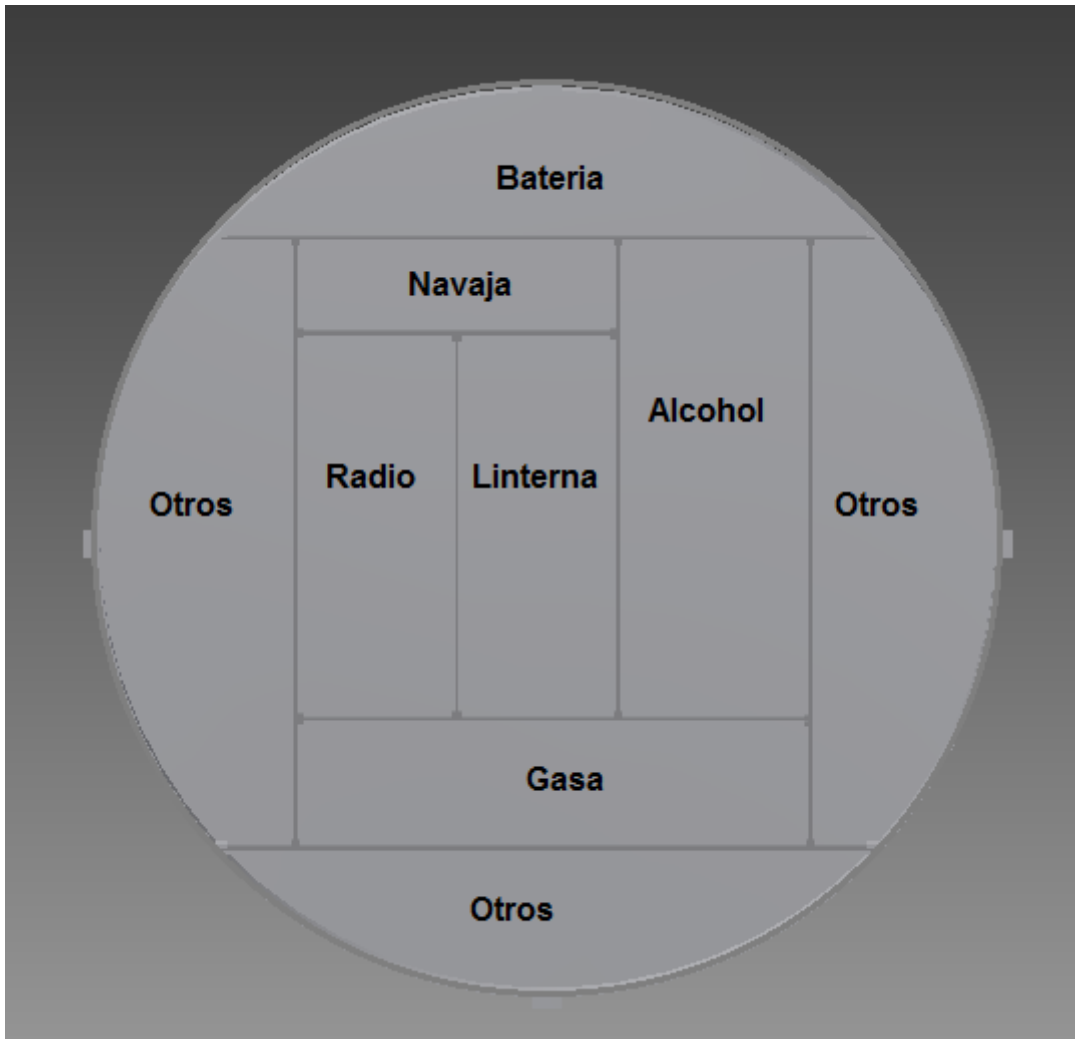 Bateria
Navaja
Alcohol
Radio
Linterna
Otros
Otros
Gasa
Otros